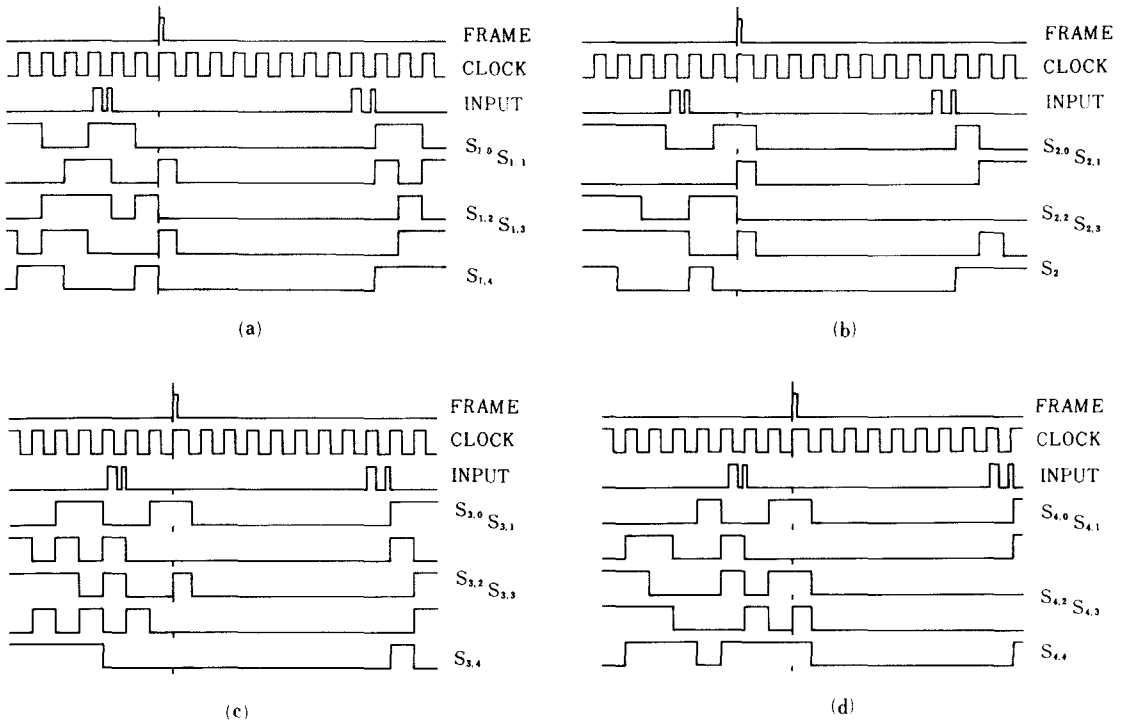 FRAME
CLOCK
INPUT
S₁,₀ S₁,₁
S₁,₂ S₁,₃
S₁,₄
(a)
FRAME
CLOCK
INPUT
S₂,₀ S₂,₁
S₂,₂ S₂,₃
S₂
(b)
FRAME
CLOCK
INPUT
S₃,₀ S₃,₁
S₃,₂ S₃,₃
S₃,₄
(c)
FRAME
CLOCK
INPUT
S₄,₀ S₄,₁
S₄,₂ S₄,₃
S₄,₄
(d)